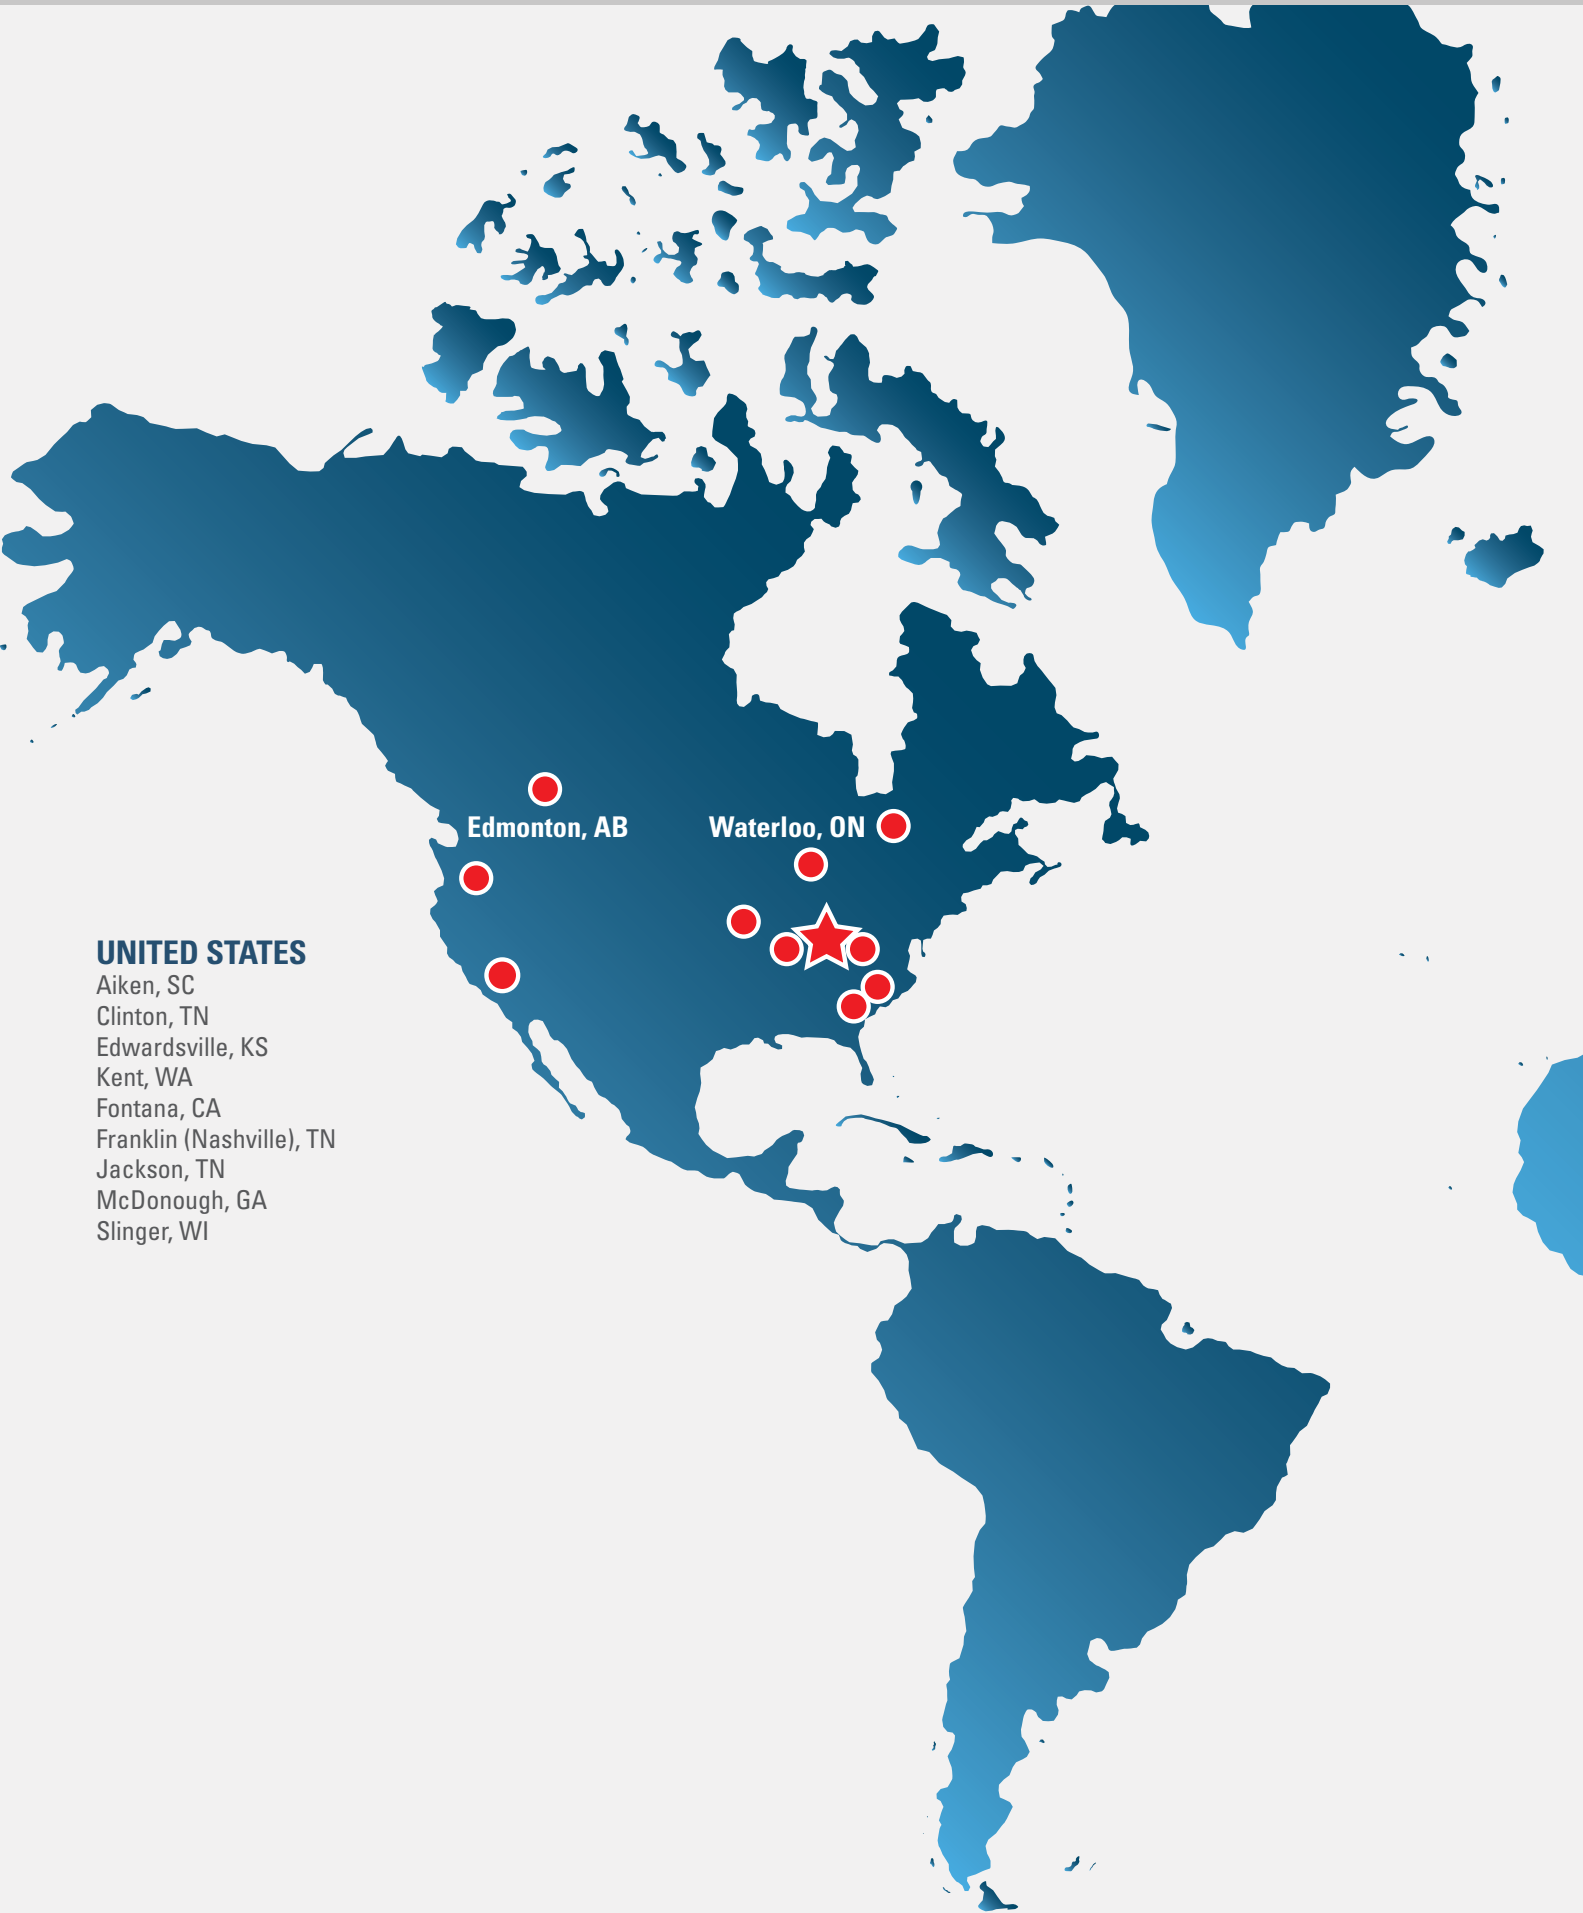 Edmonton, AB
Waterloo, ON
UNITED STATES
Aiken, SC
Clinton, TN
Edwardsville, KS
Kent, WA
Fontana, CA
Franklin (Nashville), TN
Jackson, TN
McDonough, GA
Slinger, WI